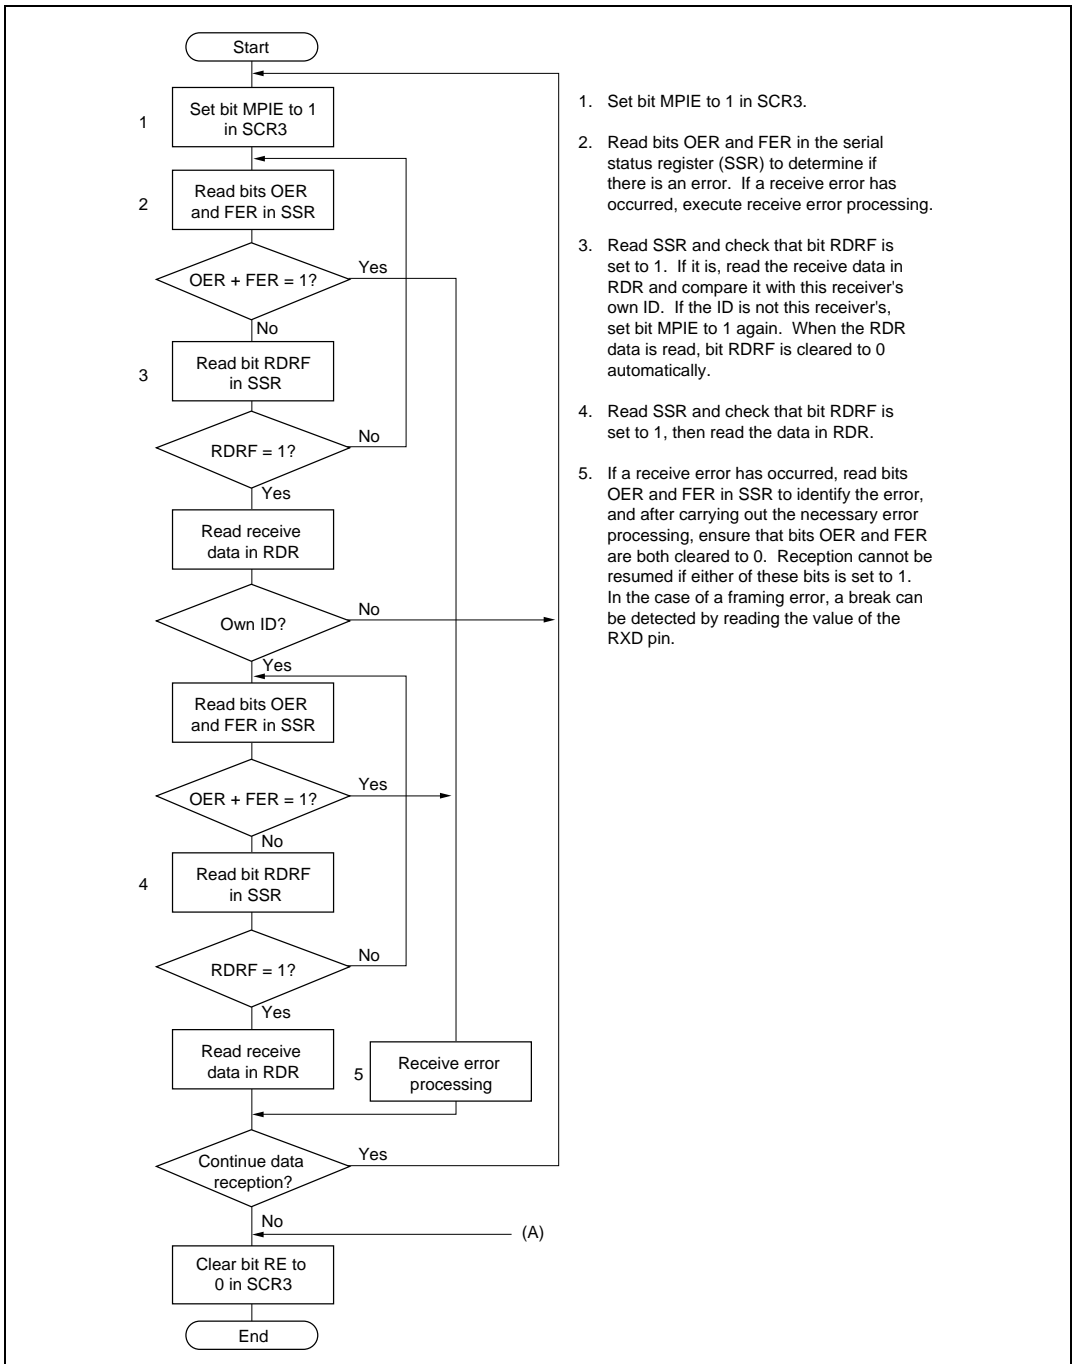 Start
1
Set bit MPIE to 1
in SCR3
2
Read bits OER
and FER in SSR
OER + FER = 1?
Yes
No
3
Read bit RDRF
in SSR
RDRF = 1?
No
Yes
Read receive
data in RDR
Own ID?
No
Yes
Read bits OER
and FER in SSR
OER + FER = 1?
Yes
No
4
Read bit RDRF
in SSR
RDRF = 1?
No
Yes
Read receive
data in RDR
5
Receive error
processing
Continue data
reception?
Yes
No
(A)
Clear bit RE to
0 in SCR3
End
1. Set bit MPIE to 1 in SCR3.
2. Read bits OER and FER in the serial
status register (SSR) to determine if
there is an error. If a receive error has
occurred, execute receive error processing.
3. Read SSR and check that bit RDRF is
set to 1. If it is, read the receive data in
RDR and compare it with this receiver's
own ID. If the ID is not this receiver's,
set bit MPIE to 1 again. When the RDR
data is read, bit RDRF is cleared to 0
automatically.
4. Read SSR and check that bit RDRF is
set to 1, then read the data in RDR.
5. If a receive error has occurred, read bits
OER and FER in SSR to identify the error,
and after carrying out the necessary error
processing, ensure that bits OER and FER
are both cleared to 0. Reception cannot be
resumed if either of these bits is set to 1.
In the case of a framing error, a break can
be detected by reading the value of the
RXD pin.